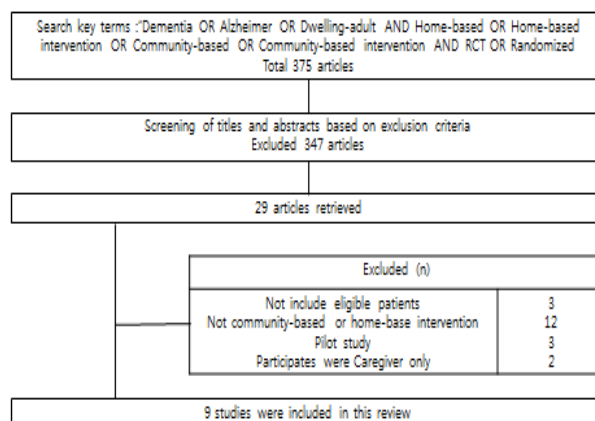 Search key terms :"Dementia OR Alzheimer OR Dwelling-adult AND Home-based OR Home-based
intervention OR Community-based OR Community-based intervention AND RCT OR Randomized
Total 375 articles
Screening of titles and abstracts based on exclusion criteria
Excluded 347 articles
29 articles retrieved
Excluded (n)
Not include eligible patients 3
Not community-based or home-base intervention 12
Pilot study 3
Participates were Caregiver only 2
9 studies were included in this review